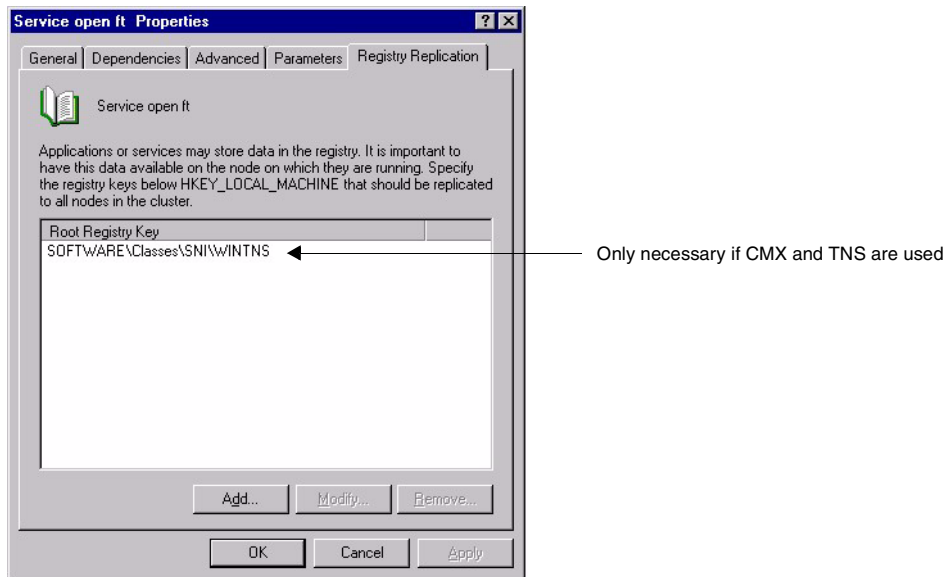 Service open ft Properties
General Dependencies Advanced Parameters Registry Replication
Service open ft
Applications or services may store data in the registry. It is important to
have this data available on the node on which they are running. Specify
the registry keys below HKEY_LOCAL_MACHINE that should be replicated
to all nodes in the cluster.
Root Registry Key
SOFTWARE\Classes\SNI\WINTNS
Only necessary if CMX and TNS are used
Add... Modify... Remove...
OK Cancel Apply